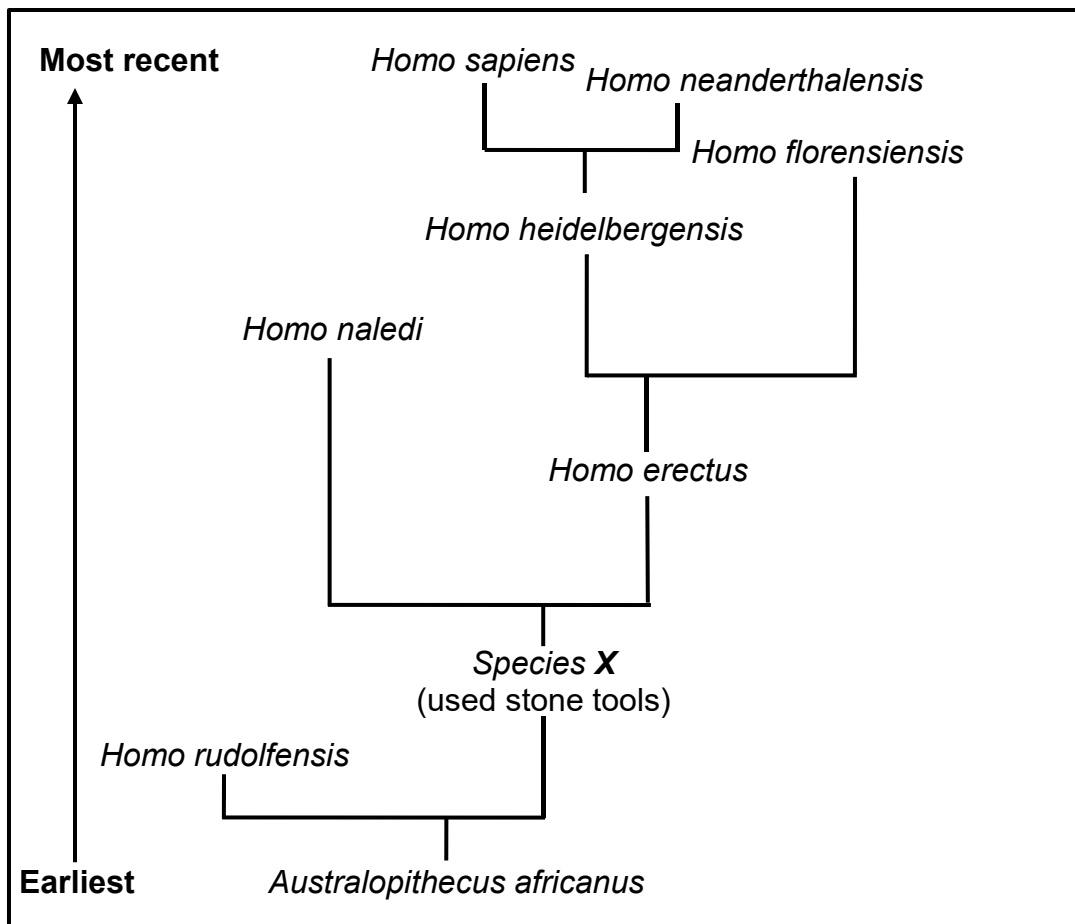 Most recent
Homo sapiens
Homo neanderthalensis
Homo florensiensis
Homo heidelbergensis
Homo naledi
Homo erectus
Species X
(used stone tools)
Homo rudolfensis
Earliest
Australopithecus africanus